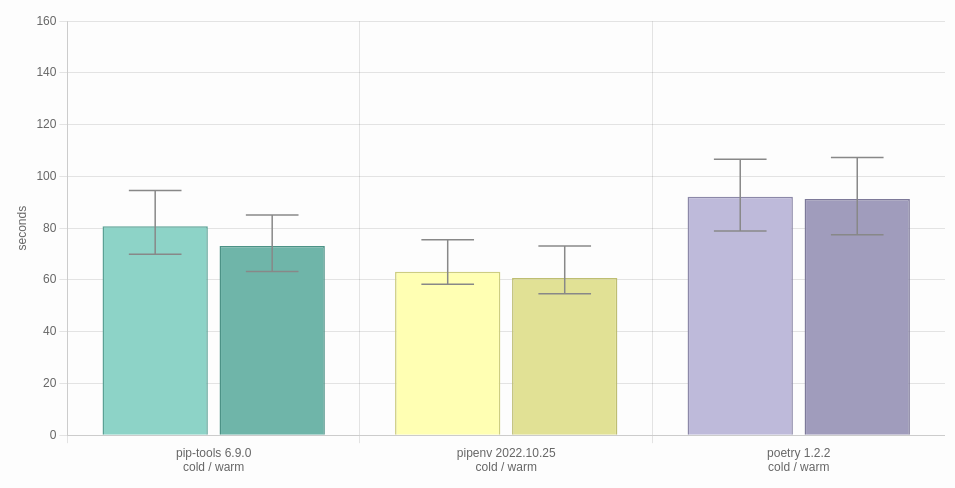 160
140
120
100
80
60
40
20
0
seconds
pip-tools 6.9.0
cold / warm
pipenv 2022.10.25
cold / warm
poetry 1.2.2
cold / warm